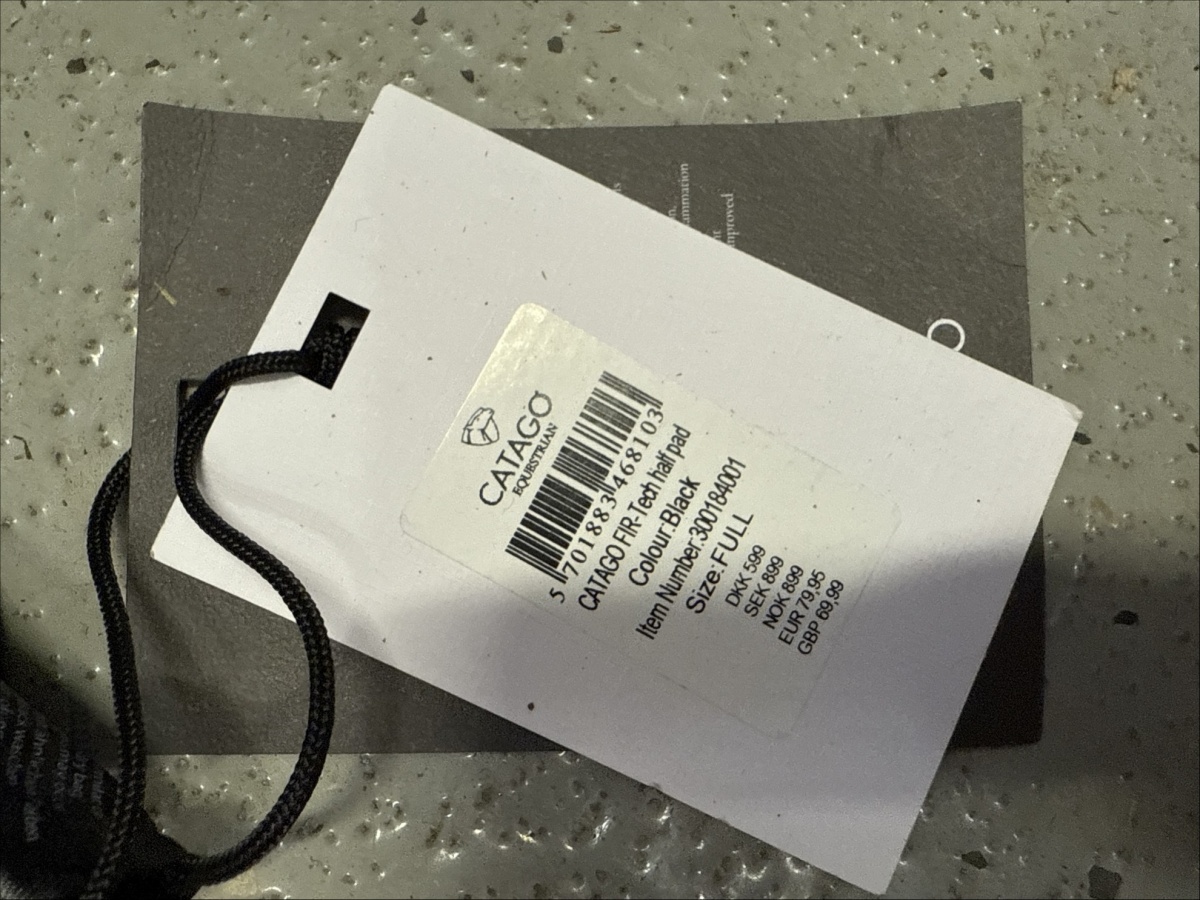 CATAGO
EQUESTRIAN
5 701883 468103
CATAGO FIR-Tech half pad
Colour:Black
Item Number:300184001
Size: FULL
DKK 599
SEK 899
NOK 899
EUR 79,95
GBP 69,99
improved